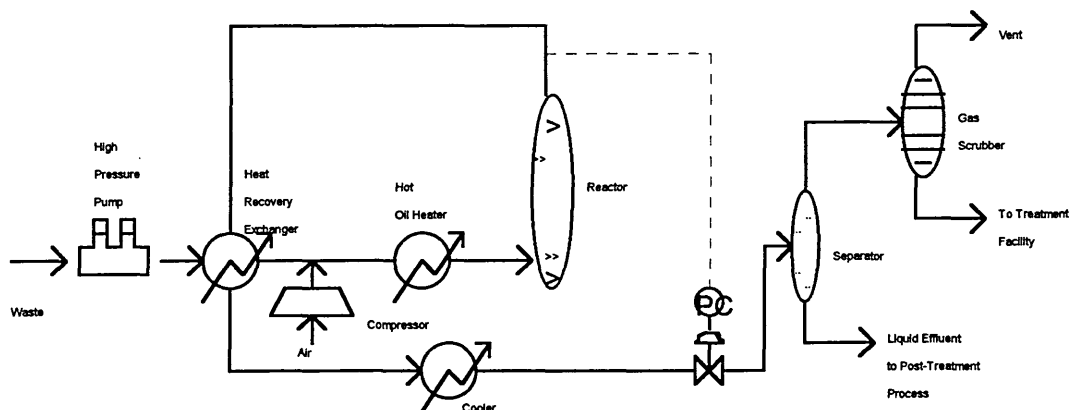 Vent
High
Pressure
Pump
Heat
Recovery
Exchanger
Hot
Oil Heater
Reactor
Gas
Scrubber
To Treatment
Facility
Separator
Waste
Air
Compressor
PC
Cooler
Liquid Effluent
to Post-Treatment
Process